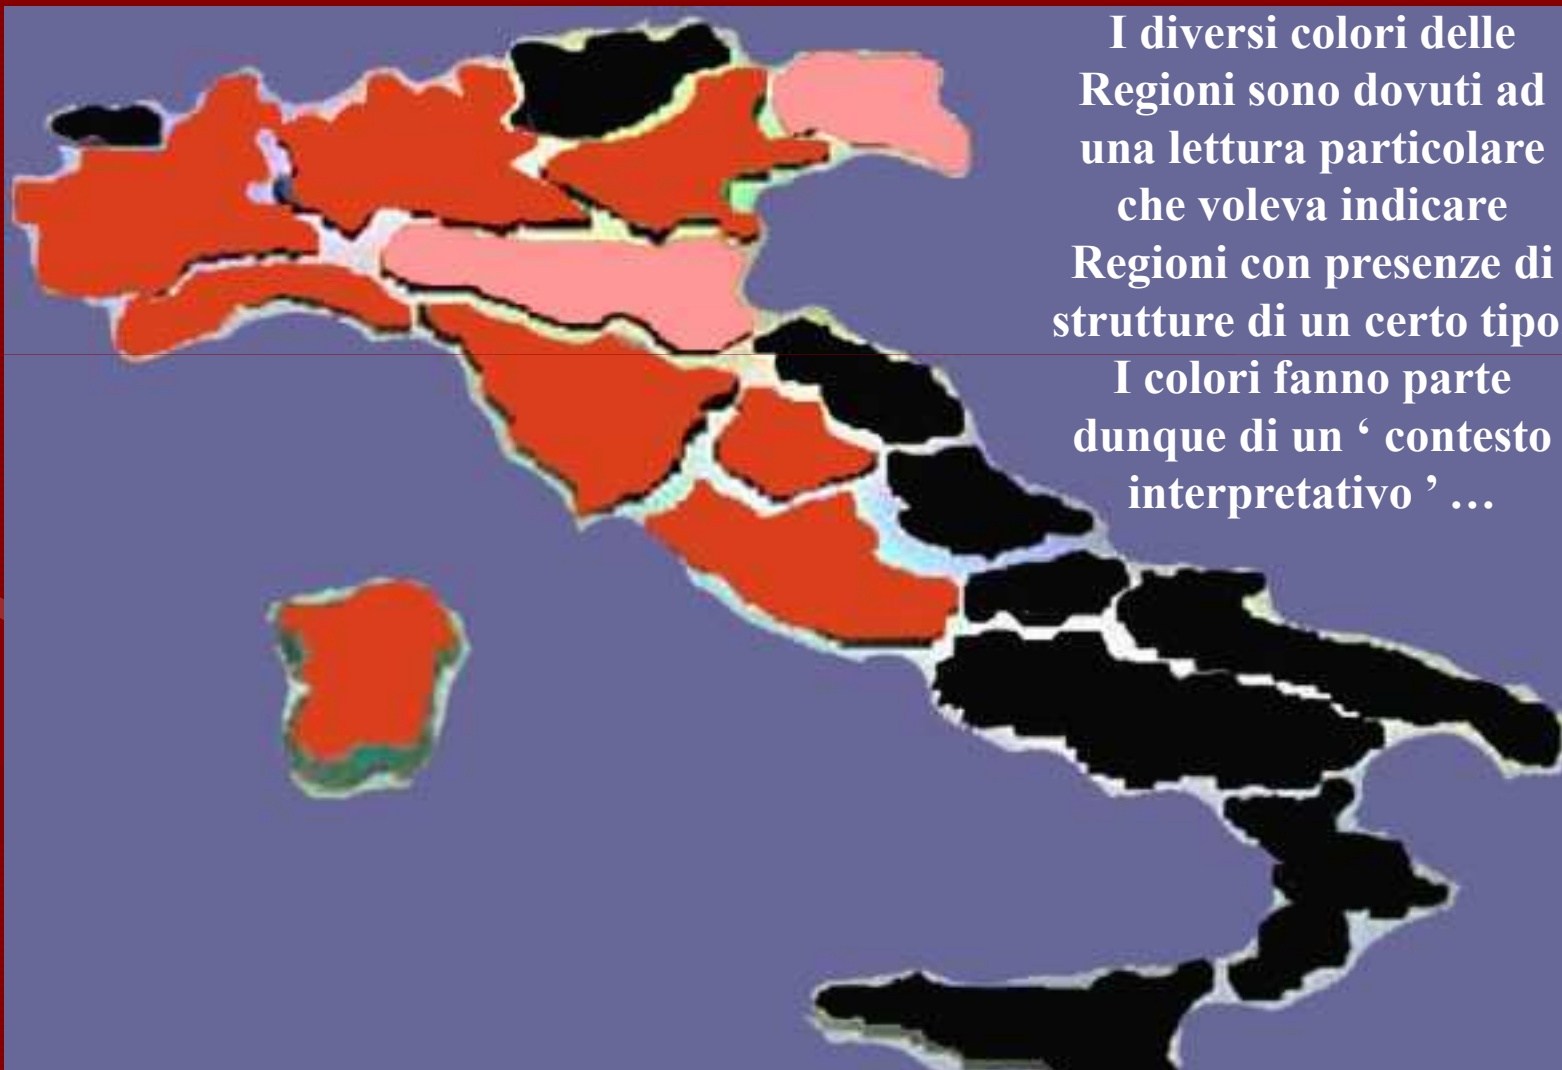 I diversi colori delle
Regioni sono dovuti ad
una lettura particolare
che voleva indicare
Regioni con presenze di
strutture di un certo tipo
I colori fanno parte
dunque di un ‘ contesto
interpretativo ’ …